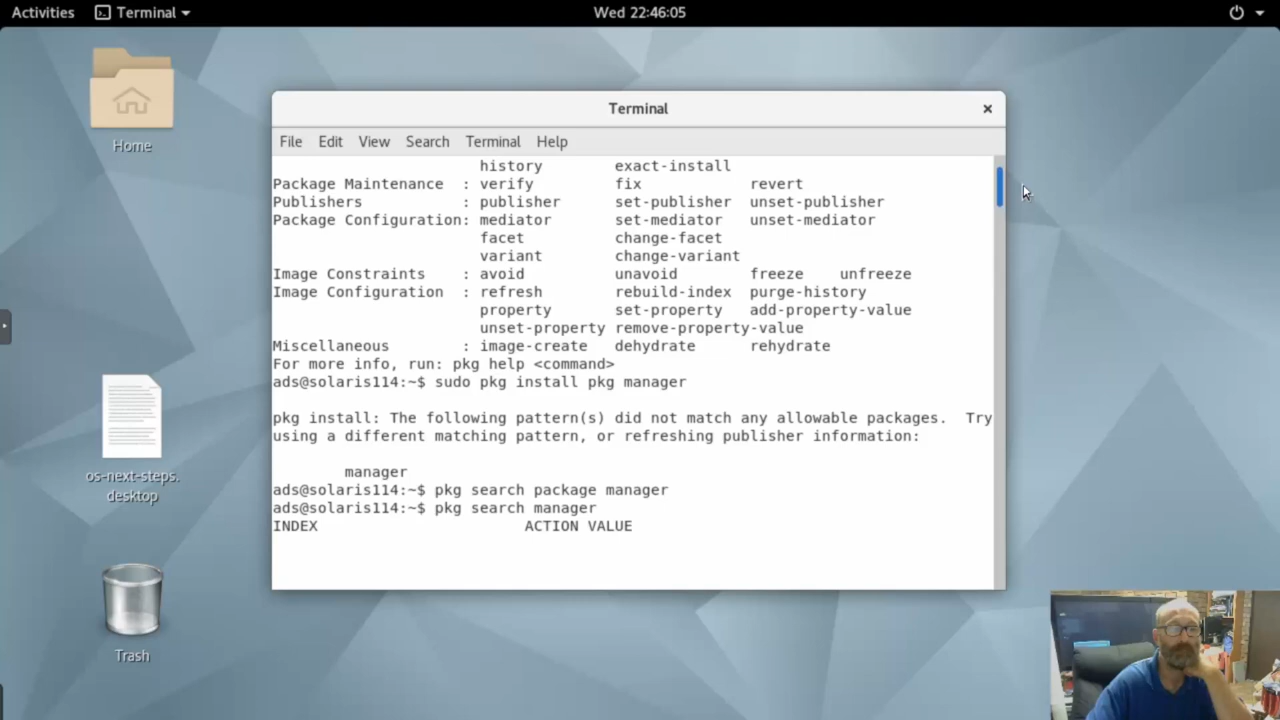 Activities Terminal Wed 22:46:05
Home
Terminal ×
File Edit View Search Terminal Help
history exact-install
Package Maintenance : verify fix revert
Publishers : publisher set-publisher unset-publisher
Package Configuration: mediator set-mediator unset-mediator
facet change-facet
variant change-variant
Image Constraints : avoid unavoid freeze unfreeze
Image Configuration : refresh rebuild-index purge-history
property set-property add-property-value
unset-property remove-property-value
Miscellaneous : image-create dehydrate rehydrate
For more info, run: pkg help <command>
ads@solaris114:~$ sudo pkg install pkg manager
pkg install: The following pattern(s) did not match any allowable packages. Try
using a different matching pattern, or refreshing publisher information:
manager
ads@solaris114:~$ pkg search package manager
ads@solaris114:~$ pkg search manager
INDEX ACTION VALUE
os-next-steps.
desktop
Trash